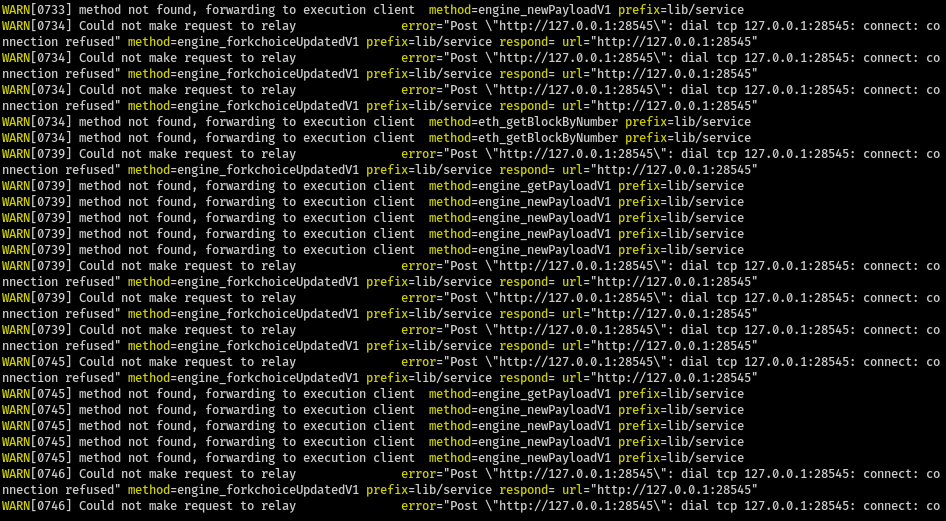 WARN[0733] method not found, forwarding to execution client  method=engine_newPayloadV1 prefix=lib/service
WARN[0734] Could not make request to relay               error="Post \"http://127.0.0.1:28545\": dial tcp 127.0.0.1:28545: connect: co
nnection refused" method=engine_forkchoiceUpdatedV1 prefix=lib/service respond= url="http://127.0.0.1:28545"
WARN[0734] Could not make request to relay               error="Post \"http://127.0.0.1:28545\": dial tcp 127.0.0.1:28545: connect: co
nnection refused" method=engine_forkchoiceUpdatedV1 prefix=lib/service respond= url="http://127.0.0.1:28545"
WARN[0734] Could not make request to relay               error="Post \"http://127.0.0.1:28545\": dial tcp 127.0.0.1:28545: connect: co
nnection refused" method=engine_forkchoiceUpdatedV1 prefix=lib/service respond= url="http://127.0.0.1:28545"
WARN[0734] method not found, forwarding to execution client  method=eth_getBlockByNumber prefix=lib/service
WARN[0734] method not found, forwarding to execution client  method=eth_getBlockByNumber prefix=lib/service
WARN[0739] Could not make request to relay               error="Post \"http://127.0.0.1:28545\": dial tcp 127.0.0.1:28545: connect: co
nnection refused" method=engine_forkchoiceUpdatedV1 prefix=lib/service respond= url="http://127.0.0.1:28545"
WARN[0739] method not found, forwarding to execution client  method=engine_getPayloadV1 prefix=lib/service
WARN[0739] method not found, forwarding to execution client  method=engine_newPayloadV1 prefix=lib/service
WARN[0739] method not found, forwarding to execution client  method=engine_newPayloadV1 prefix=lib/service
WARN[0739] method not found, forwarding to execution client  method=engine_newPayloadV1 prefix=lib/service
WARN[0739] method not found, forwarding to execution client  method=engine_newPayloadV1 prefix=lib/service
WARN[0739] Could not make request to relay               error="Post \"http://127.0.0.1:28545\": dial tcp 127.0.0.1:28545: connect: co
nnection refused" method=engine_forkchoiceUpdatedV1 prefix=lib/service respond= url="http://127.0.0.1:28545"
WARN[0739] Could not make request to relay               error="Post \"http://127.0.0.1:28545\": dial tcp 127.0.0.1:28545: connect: co
nnection refused" method=engine_forkchoiceUpdatedV1 prefix=lib/service respond= url="http://127.0.0.1:28545"
WARN[0739] Could not make request to relay               error="Post \"http://127.0.0.1:28545\": dial tcp 127.0.0.1:28545: connect: co
nnection refused" method=engine_forkchoiceUpdatedV1 prefix=lib/service respond= url="http://127.0.0.1:28545"
WARN[0745] Could not make request to relay               error="Post \"http://127.0.0.1:28545\": dial tcp 127.0.0.1:28545: connect: co
nnection refused" method=engine_forkchoiceUpdatedV1 prefix=lib/service respond= url="http://127.0.0.1:28545"
WARN[0745] method not found, forwarding to execution client  method=engine_getPayloadV1 prefix=lib/service
WARN[0745] method not found, forwarding to execution client  method=engine_newPayloadV1 prefix=lib/service
WARN[0745] method not found, forwarding to execution client  method=engine_newPayloadV1 prefix=lib/service
WARN[0745] method not found, forwarding to execution client  method=engine_newPayloadV1 prefix=lib/service
WARN[0745] method not found, forwarding to execution client  method=engine_newPayloadV1 prefix=lib/service
WARN[0746] Could not make request to relay               error="Post \"http://127.0.0.1:28545\": dial tcp 127.0.0.1:28545: connect: co
nnection refused" method=engine_forkchoiceUpdatedV1 prefix=lib/service respond= url="http://127.0.0.1:28545"
WARN[0746] Could not make request to relay               error="Post \"http://127.0.0.1:28545\": dial tcp 127.0.0.1:28545: connect: co